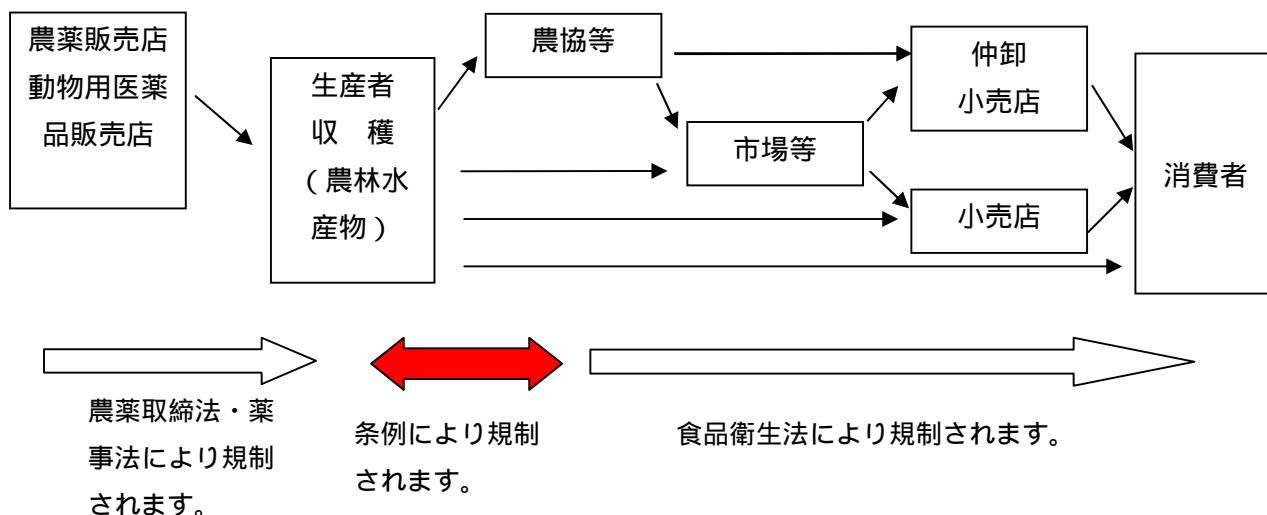 農薬販売店
動物用医薬
品販売店
生産者
収　穫
（農林水
産物）
農協等
市場等
仲卸
小売店
小売店
消費者
農薬取締法・薬
事法により規制
されます。
条例により規制
されます。
食品衛生法により規制されます。